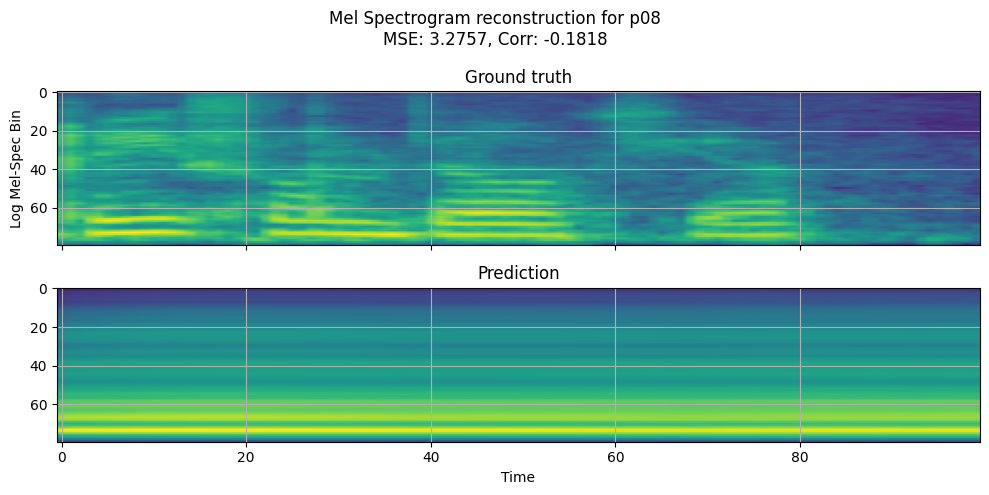 Mel Spectrogram reconstruction for p08
MSE: 3.2757, Corr: -0.1818
Ground truth
Log Mel-Spec Bin
0
20
40
60
Prediction
0
20
40
60
0 20 40 60 80
Time